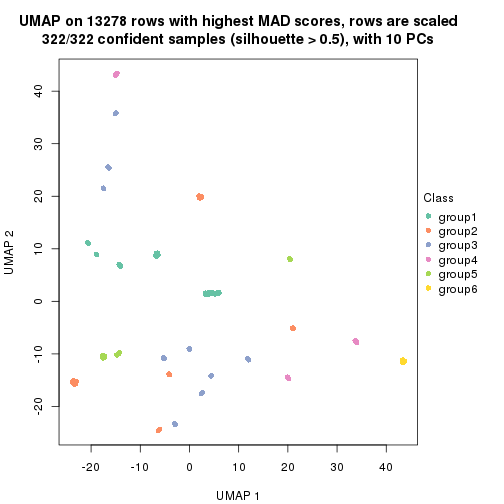 UMAP on 13278 rows with highest MAD scores, rows are scaled
322/322 confident samples (silhouette > 0.5), with 10 PCs
40
30
20
10
0
-10
-20
UMAP 2
-20 -10 0 10 20 30 40
UMAP 1
Class
group1
group2
group3
group4
group5
group6